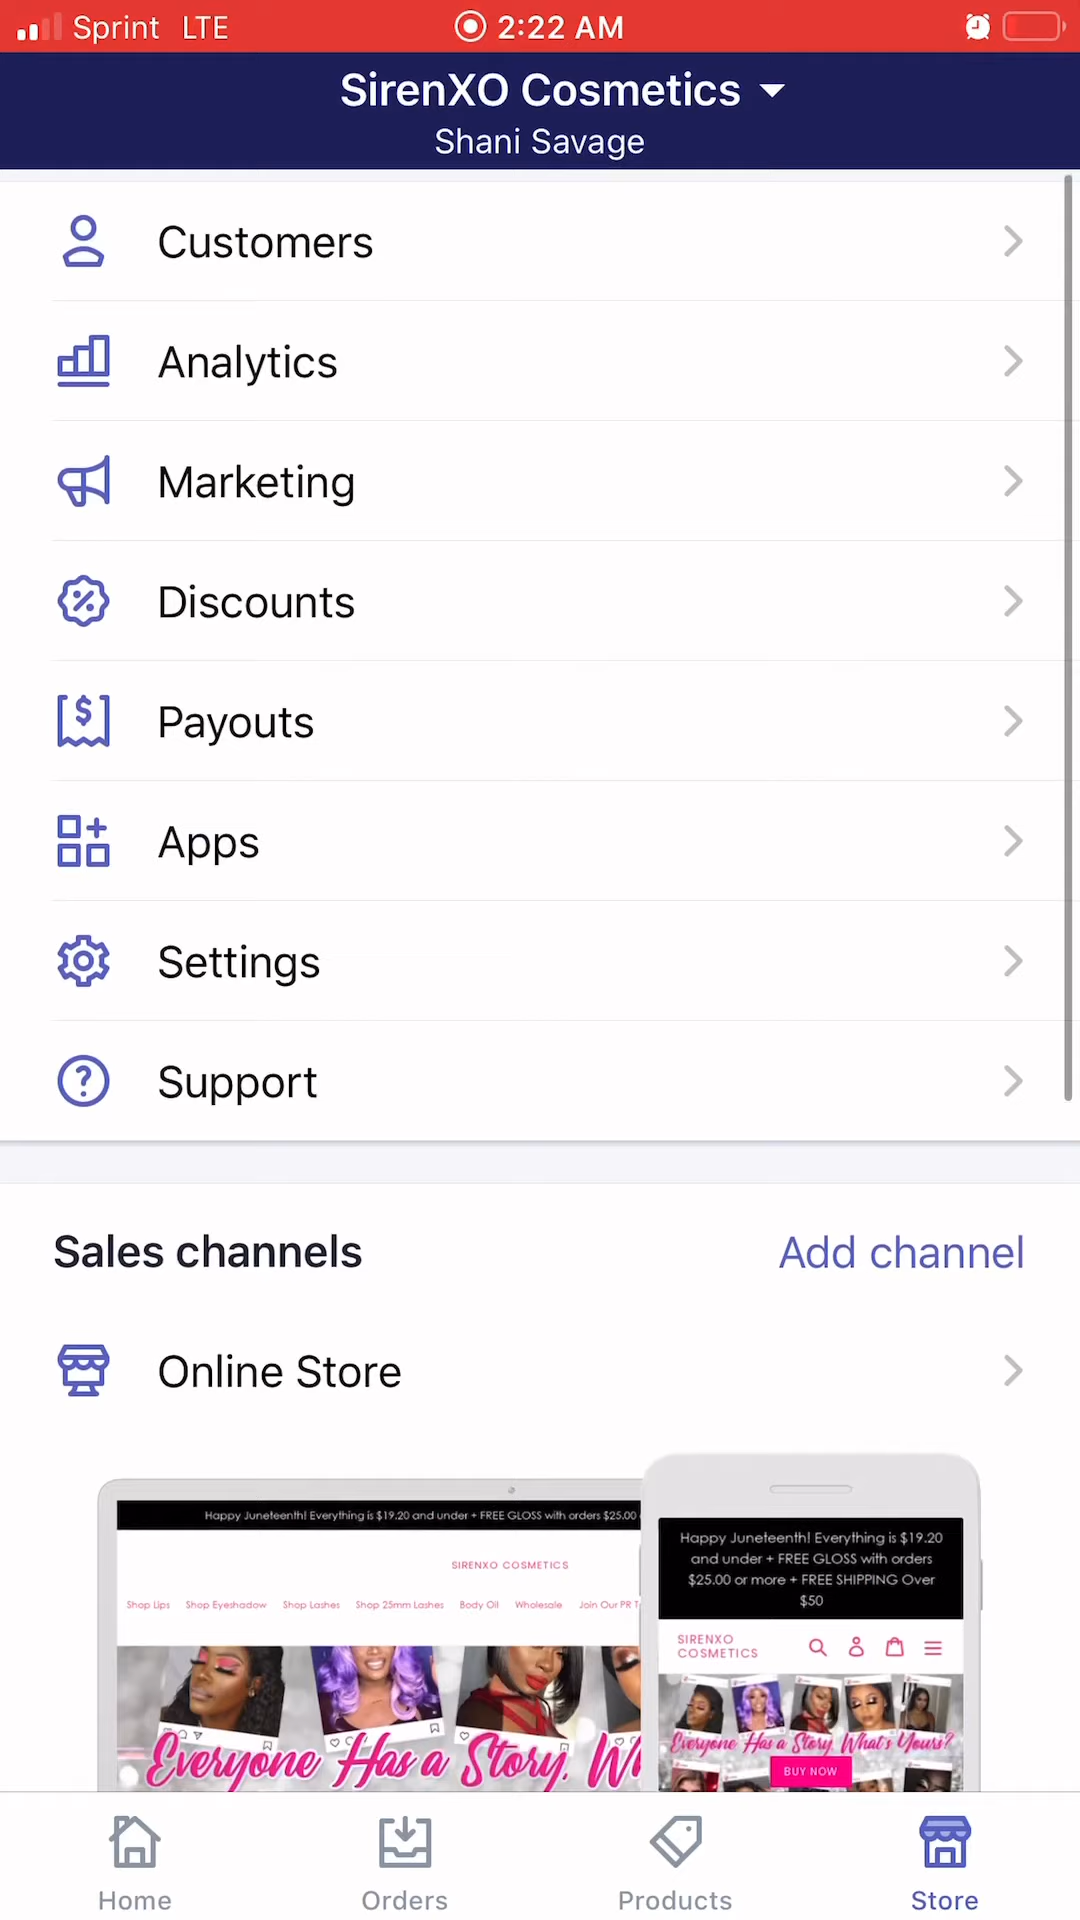 Sprint LTE 2:22 AM
SirenXO Cosmetics
Shani Savage
Customers
Analytics
Marketing
Discounts
Payouts
Apps
Settings
Support
Sales channels Add channel
Online Store
Happy Juneteenth! Everything is $19.20 and under + FREE GLOSS with orders $25.00
SIRENXO COSMETICS
Shop Lips Shop Eyeshadow Shop Lashes Shop 25mm Lashes Body Oil Wholesale Join Our PR
Everyone Has a Story.
Happy Juneteenth! Everything is $19.20
and under + FREE GLOSS with orders
$25.00 or more + FREE SHIPPING Over
$50
SIRENXO
COSMETICS
Everyone Has a Story. What's Yours?
BUY NOW
Home Orders Products Store